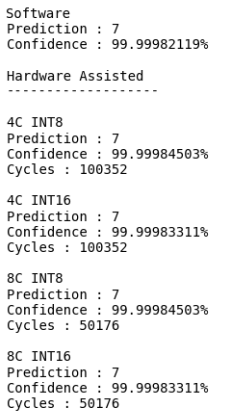 Software
Prediction : 7
Confidence : 99.99982119%
Hardware Assisted
-------------------
4C INT8
Prediction : 7
Confidence : 99.99984503%
Cycles : 100352
4C INT16
Prediction : 7
Confidence : 99.99983311%
Cycles : 100352
8C INT8
Prediction : 7
Confidence : 99.99984503%
Cycles : 50176
8C INT16
Prediction : 7
Confidence : 99.99983311%
Cycles : 50176